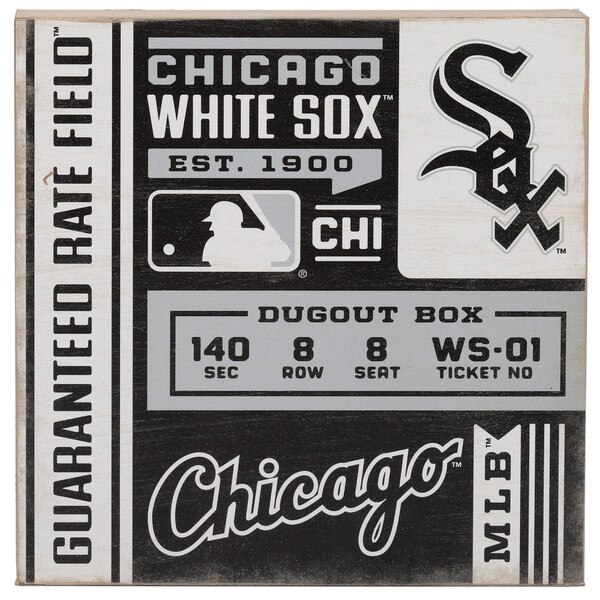 GUARANTEED RATE FIELD™
CHICAGO
WHITE SOX™
EST. 1900
®
CHI
Sox™
DUGOUT BOX
140 8 8 WS-01
SEC ROW SEAT TICKET NO
Chicago™
MLB™